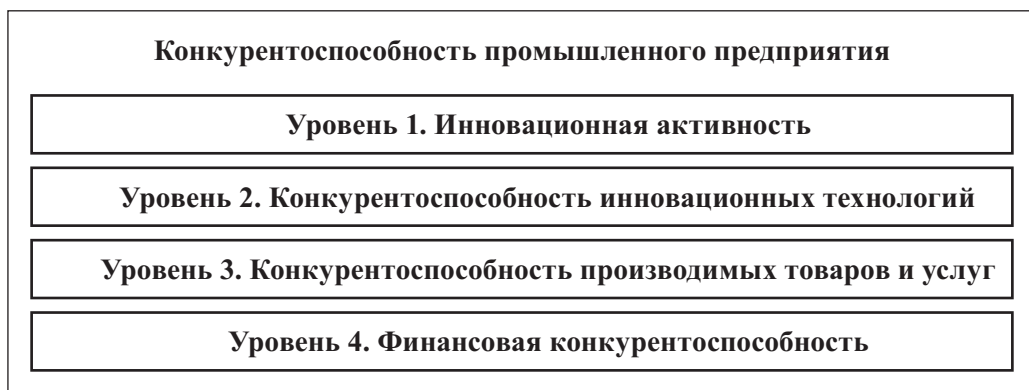 Конкурентоспособность промышленного предприятия
Уровень 1. Инновационная активность
Уровень 2. Конкурентоспособность инновационных технологий
Уровень 3. Конкурентоспособность производимых товаров и услуг
Уровень 4. Финансовая конкурентоспособность